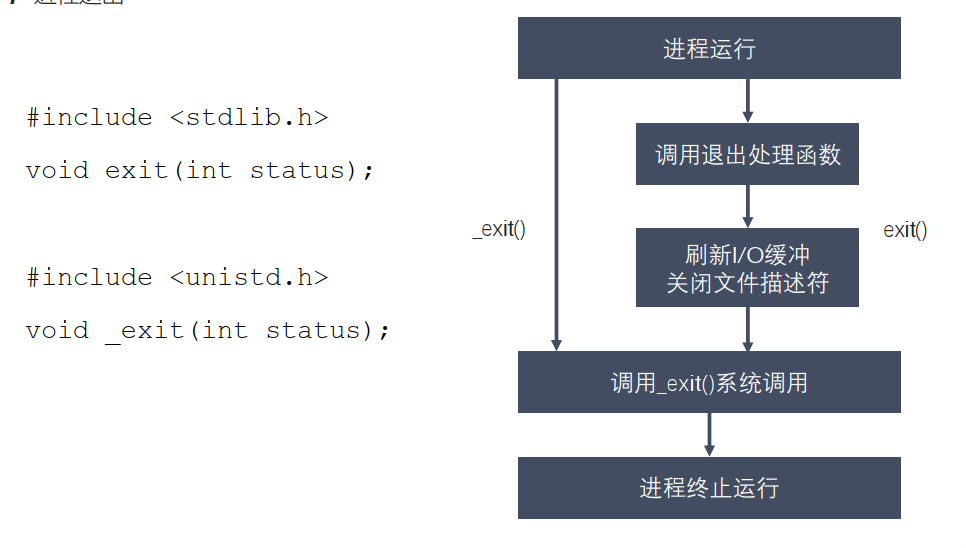 #include <stdlib.h>
void exit(int status);
#include <unistd.h>
void _exit(int status);
进程运行
调用退出处理函数
_exit()
exit()
刷新I/O缓冲
关闭文件描述符
调用_exit()系统调用
进程终止运行